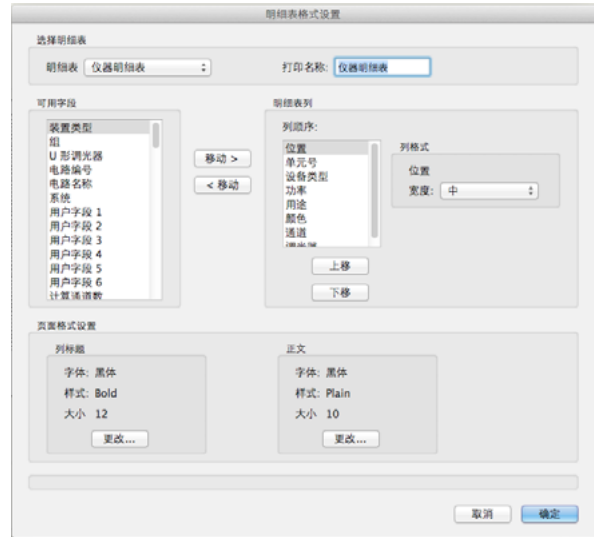 明细表格式设置
选择明细表
明细表 仪器明细表
打印名称: 仪器明细表
可用字段
装置类型
组
U 形调光器
电路编号
电路名称
系统
用户字段 1
用户字段 2
用户字段 3
用户字段 4
用户字段 5
用户字段 6
计算通道数
移动 >
< 移动
明细表列
列顺序:
位置
单元号
设备类型
功率
用途
颜色
通道
调光器
上移
下移
列格式
位置
宽度: 中
页面格式设置
列标题
字体: 黑体
样式: Bold
大小 12
更改...
正文
字体: 黑体
样式: Plain
大小 10
更改...
取消
确定